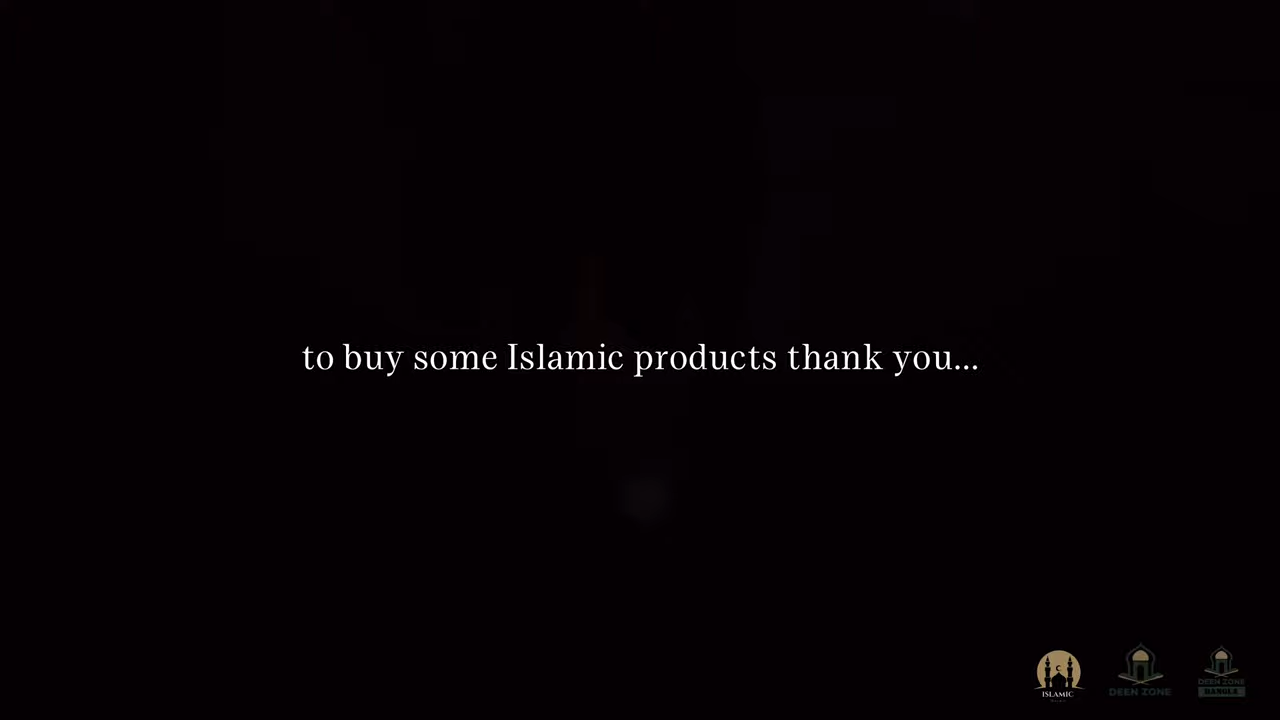 to buy some Islamic products thank you...
ISLAMIC
DEEN ZONE
DEEN ZONE
BANGLA